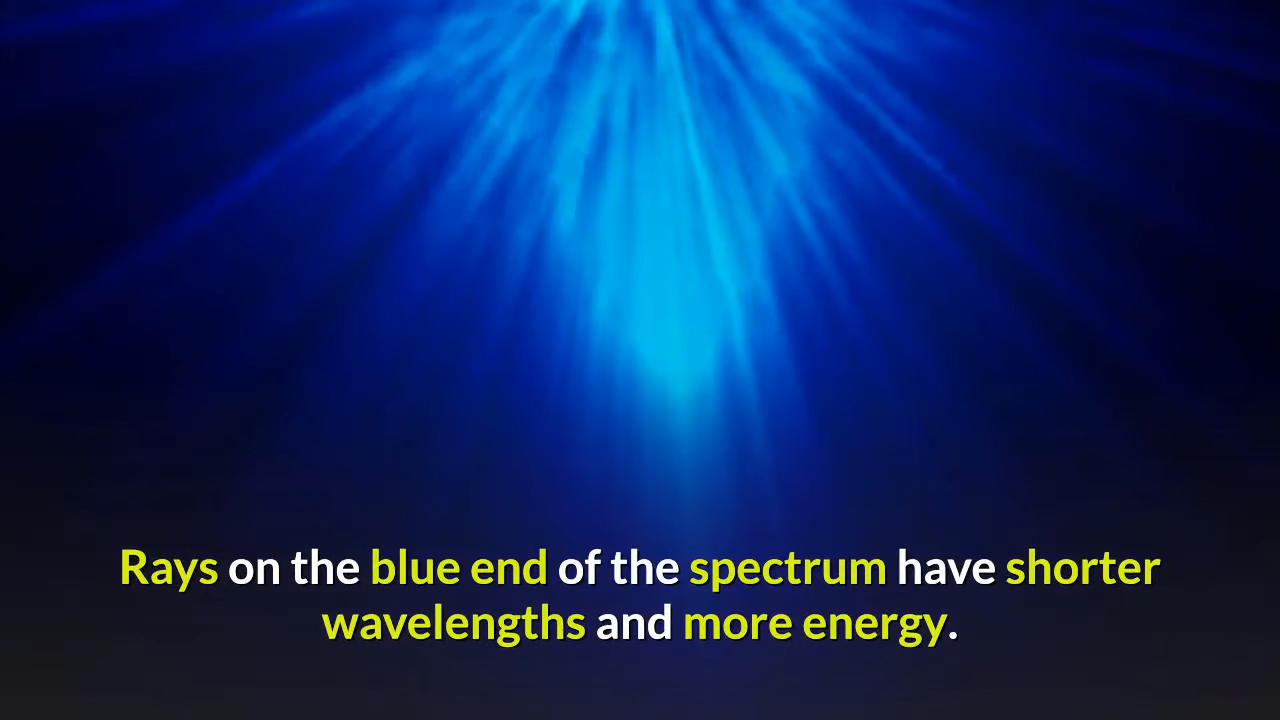 Rays on the blue end of the spectrum have shorter
wavelengths and more energy.